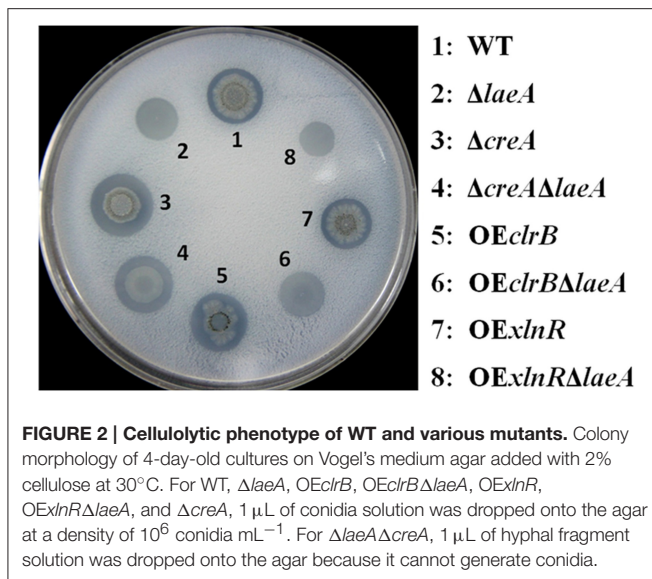 1
2
3
4
5
6
7
8
1: WT
2: ΔlaeA
3: ΔcreA
4: ΔcreAΔlaeA
5: OEclrB
6: OEclrBΔlaeA
7: OExlnR
8: OExlnRΔlaeA
FIGURE 2 | Cellulolytic phenotype of WT and various mutants. Colony
morphology of 4-day-old cultures on Vogel's medium agar added with 2%
cellulose at 30°C. For WT, ΔlaeA, OEclrB, OEclrBΔlaeA, OExlnR,
OExlnRΔlaeA, and ΔcreA, 1 μL of conidia solution was dropped onto the agar
at a density of 10⁶ conidia mL⁻¹. For ΔlaeAΔcreA, 1 μL of hyphal fragment
solution was dropped onto the agar because it cannot generate conidia.